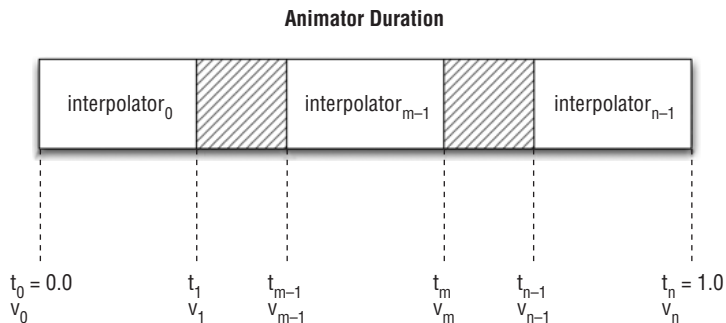 Animator Duration
interpolator₀ interpolatorₘ₋₁ interpolatorₙ₋₁
t₀ = 0.0 t₁ tₘ₋₁ tₘ tₙ₋₁ tₙ = 1.0
v₀ v₁ vₘ₋₁ vₘ vₙ₋₁ vₙ